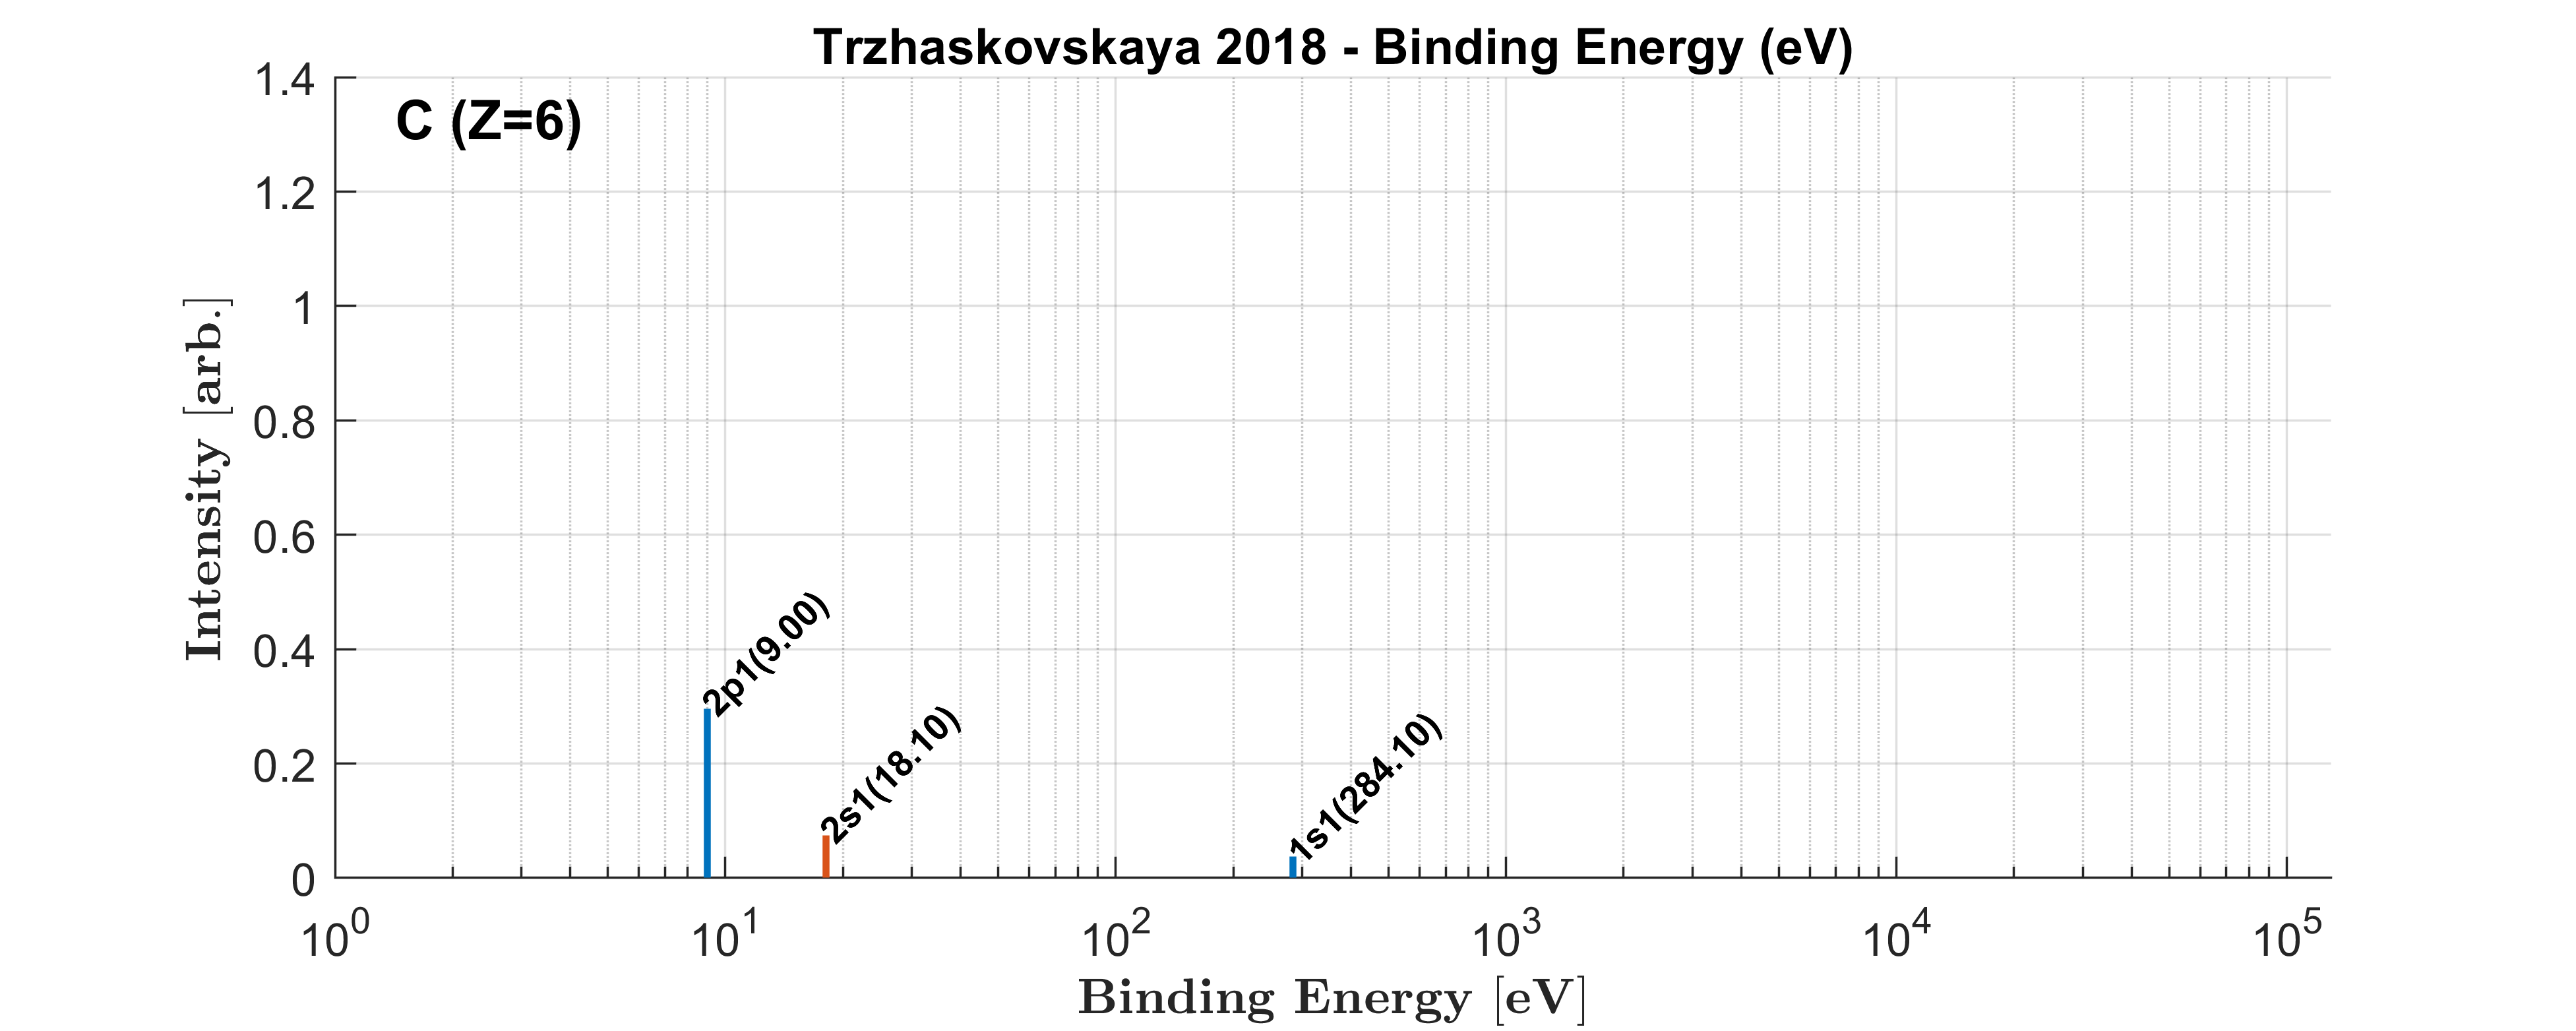 Trzhaskovskaya 2018 - Binding Energy (eV)
C (Z=6)
Intensity [arb.]
1.4
1.2
1
0.8
0.6
0.4
0.2
0
2p1(9.00)
2s1(18.10)
1s1(284.10)
10^0 10^1 10^2 10^3 10^4 10^5
Binding Energy [eV]